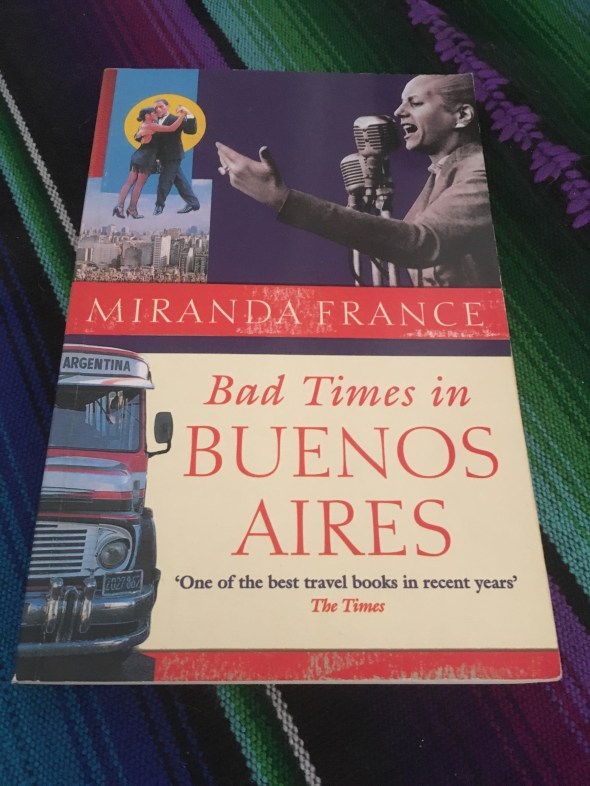 MIRANDA FRANCE
ARGENTINA
Bad Times in
BUENOS
AIRES
'One of the best travel books in recent years'
The Times